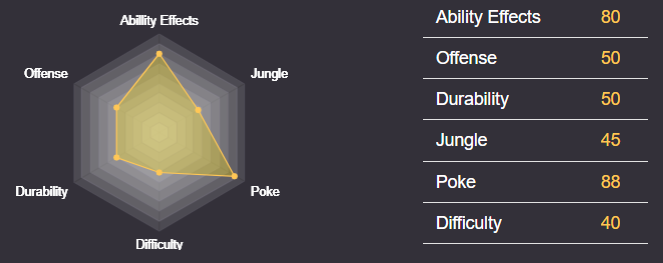 Abillity Effects
Offense
Jungle
Durability
Poke
Difficulty
Ability Effects 80
Offense 50
Durability 50
Jungle 45
Poke 88
Difficulty 40